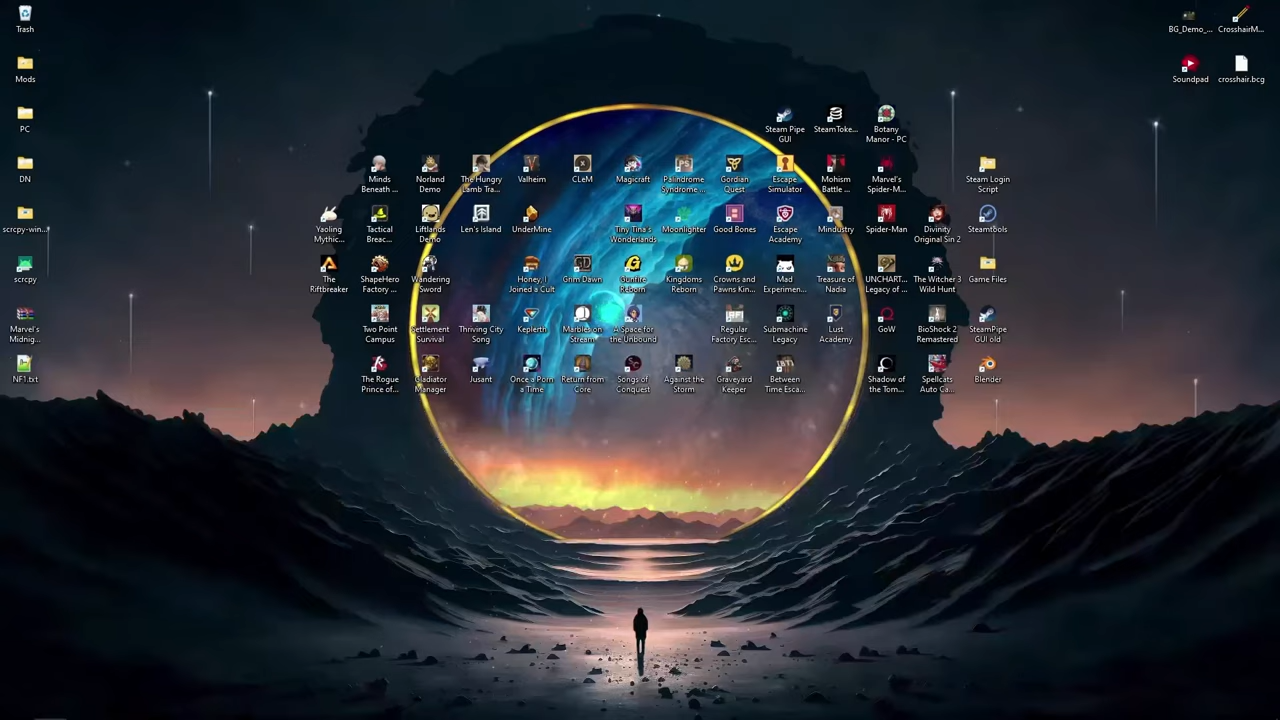 Trash
Mods
PC
DN
scrcpy-win...
scrcpy
Marvel's
Midnig...
NF1.txt
BG_Demo_...
CrosshairM...
Soundpad
crosshair.bcg
Steam Pipe
GUI
SteamToke...
Botany
Manor - PC
Minds
Beneath ...
Norland
Demo
The Hungry
Lamb Tra...
Valheim
CLeM
Magicraft
Palindrome
Syndrome ...
Gordian
Quest
Escape
Simulator
Mohism
Battle ...
Marvel's
Spider-M...
Steam Login
Script
Yaoling
Mythic...
Tactical
Breac...
Liftlands
Demo
Len's Island
UnderMine
Tiny Tina's
Wonderlands
Moonlighter
Good Bones
Escape
Academy
Mindustry
Spider-Man
Divinity
Original Sin 2
Steamtools
The
Riftbreaker
ShapeHero
Factory ...
Wandering
Sword
Honey, I
Joined a Cult
Grim Dawn
Gunfire
Reborn
Kingdoms
Reborn
Crowns and
Pawns Kin...
Mad
Experimen...
Treasure of
Nadia
UNCHART...
Legacy of ...
The Witcher 3
Wild Hunt
Game Files
Two Point
Campus
Settlement
Survival
Thriving City
Song
Keplerth
Marbles on
Stream
A Space for
the Unbound
Regular
Factory Esc...
Submachine
Legacy
Lust
Academy
GoW
BioShock 2
Remastered
SteamPipe
GUI old
The Rogue
Prince of...
Gladiator
Manager
Jusant
Once a Porn
a Time
Return from
Core
Songs of
Conquest
Against the
Storm
Graveyard
Keeper
Between
Time Esca...
Shadow of
the Tom...
Spellcats
Auto Ca...
Blender